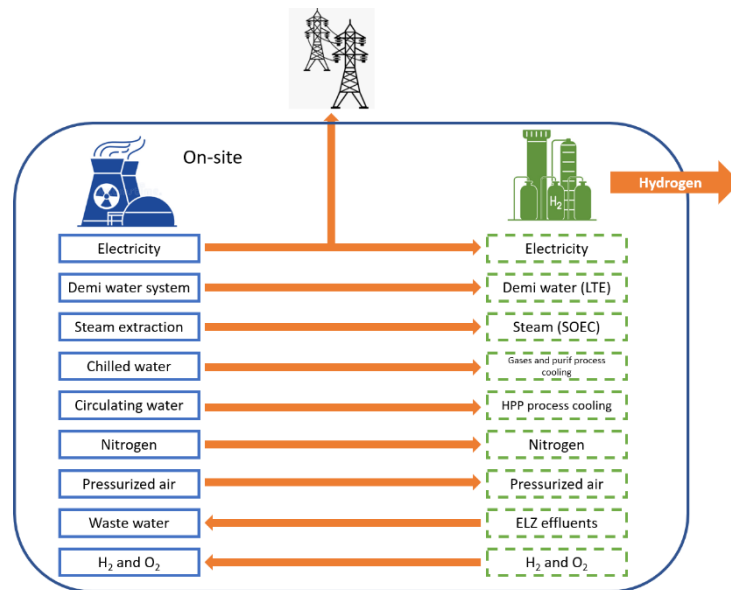 On-site
H₂
Hydrogen
Electricity
Electricity
Demi water system
Demi water (LTE)
Steam extraction
Steam (SOEC)
Chilled water
Gases and purif process
cooling
Circulating water
HPP process cooling
Nitrogen
Nitrogen
Pressurized air
Pressurized air
Waste water
ELZ effluents
H₂ and O₂
H₂ and O₂